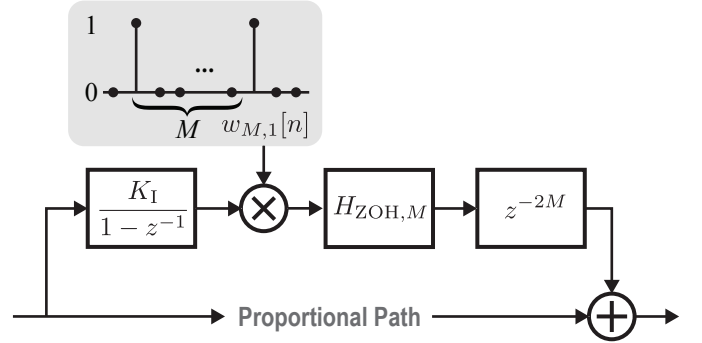 1
...
0
M w_{M,1}[n]
K_I
1 − z^{−1}
H_{ZOH,M}
z^{−2M}
Proportional Path